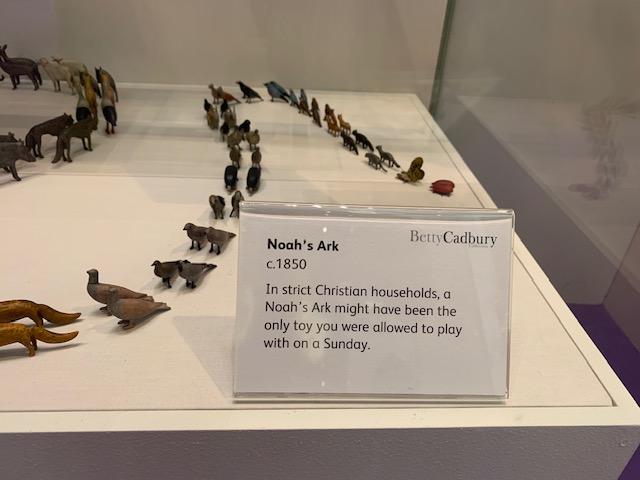 BettyCadbury
Collection
Noah's Ark
c.1850
In strict Christian households, a
Noah's Ark might have been the
only toy you were allowed to play
with on a Sunday.